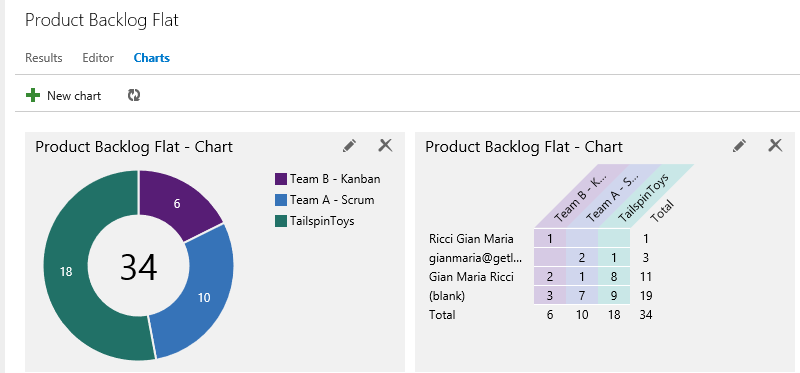 Product Backlog Flat
Results Editor Charts
New chart
Product Backlog Flat - Chart
Team B - Kanban
Team A - Scrum
TailspinToys
6
10
18
34
Product Backlog Flat - Chart
Team B - K... Team A - S... TailspinToys Total
Ricci Gian Maria 1 1
gianmaria@getl... 2 1 3
Gian Maria Ricci 2 1 8 11
(blank) 3 7 9 19
Total 6 10 18 34